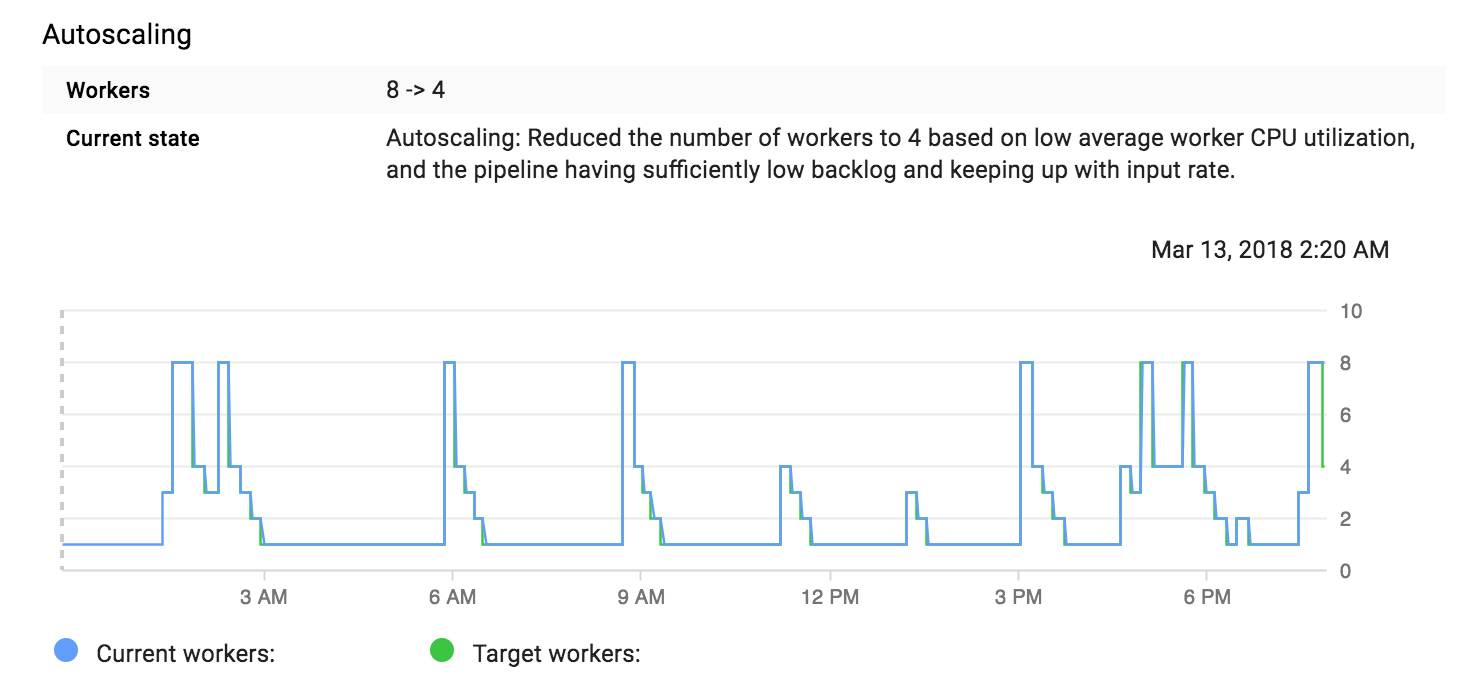 Autoscaling
Workers 8 -> 4
Current state Autoscaling: Reduced the number of workers to 4 based on low average worker CPU utilization,
and the pipeline having sufficiently low backlog and keeping up with input rate.
Mar 13, 2018 2:20 AM
10
8
6
4
2
0
3 AM 6 AM 9 AM 12 PM 3 PM 6 PM
Current workers: Target workers: